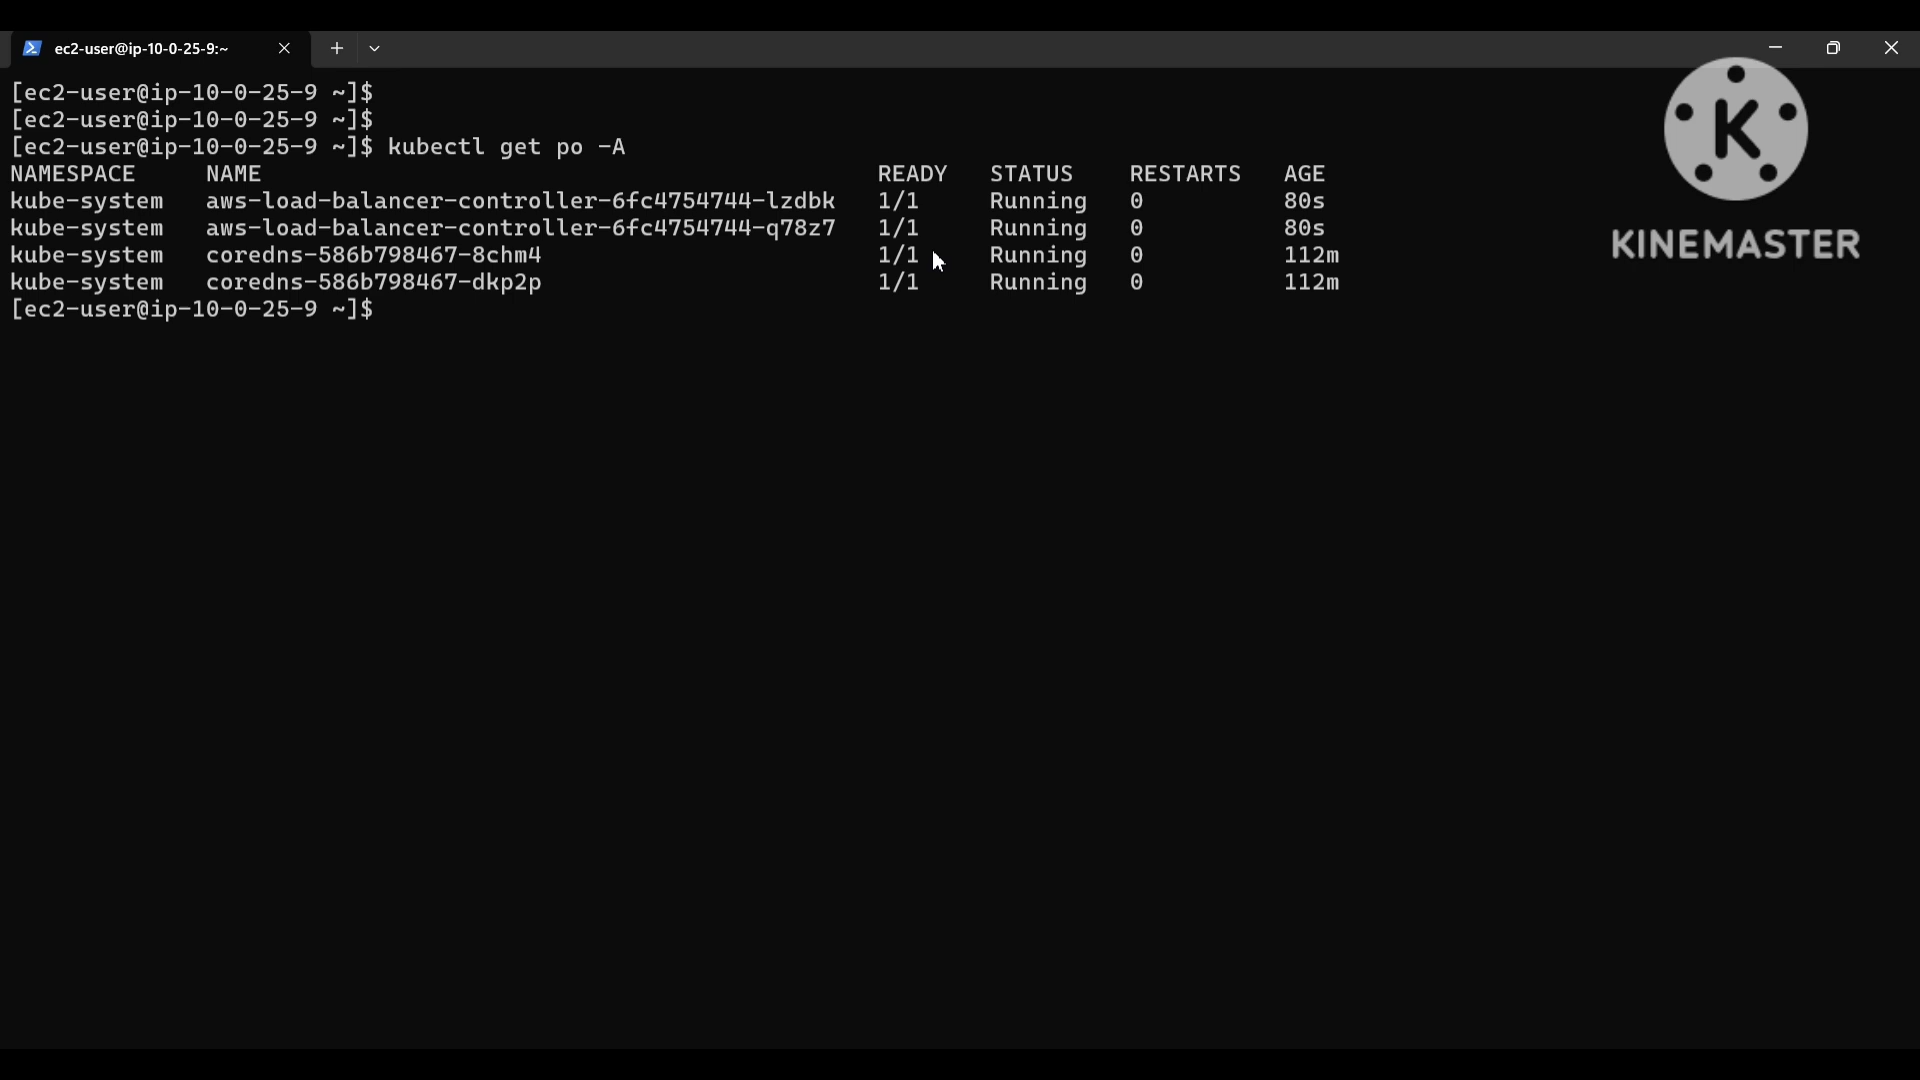 ec2-user@ip-10-0-25-9:~
[ec2-user@ip-10-0-25-9 ~]$
[ec2-user@ip-10-0-25-9 ~]$
[ec2-user@ip-10-0-25-9 ~]$ kubectl get po -A
NAMESPACE NAME READY STATUS RESTARTS AGE
kube-system aws-load-balancer-controller-6fc4754744-lzdbk 1/1 Running 0 80s
kube-system aws-load-balancer-controller-6fc4754744-q78z7 1/1 Running 0 80s
kube-system coredns-586b798467-8chm4 1/1 Running 0 112m
kube-system coredns-586b798467-dkp2p 1/1 Running 0 112m
[ec2-user@ip-10-0-25-9 ~]$
K
KINEMASTER